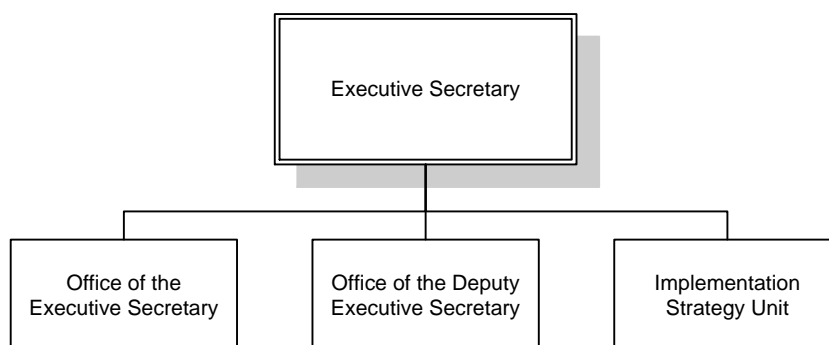 Executive Secretary
Office of the
Executive Secretary
Office of the Deputy
Executive Secretary
Implementation
Strategy Unit